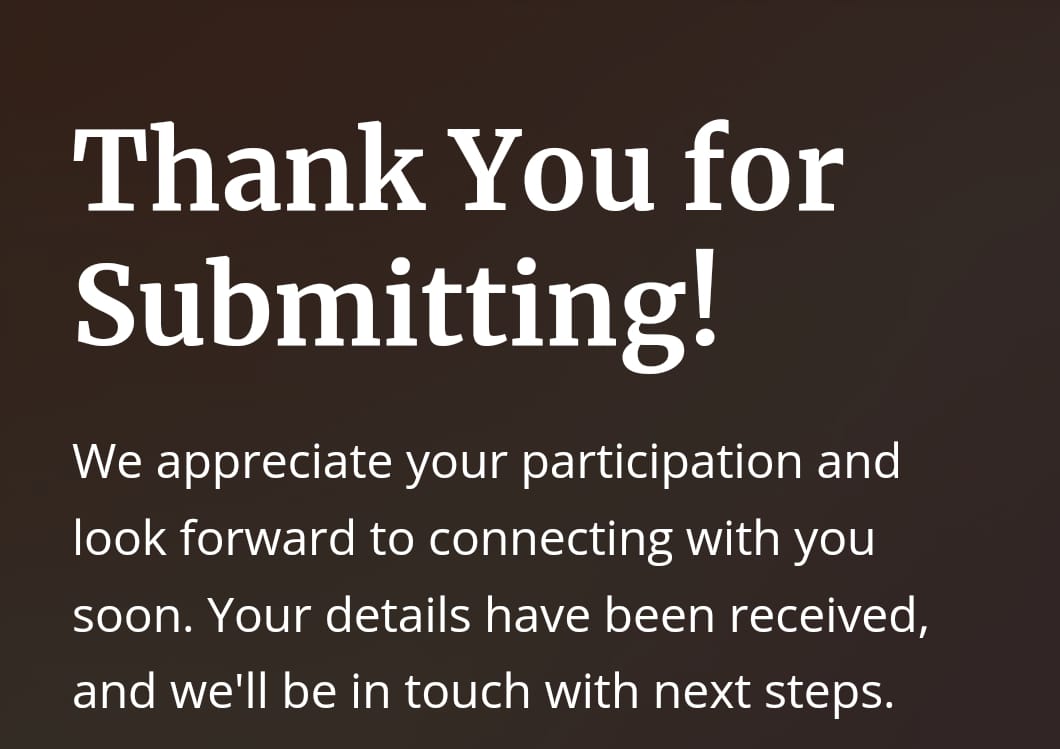 Thank You for
Submitting!
We appreciate your participation and
look forward to connecting with you
soon. Your details have been received,
and we'll be in touch with next steps.